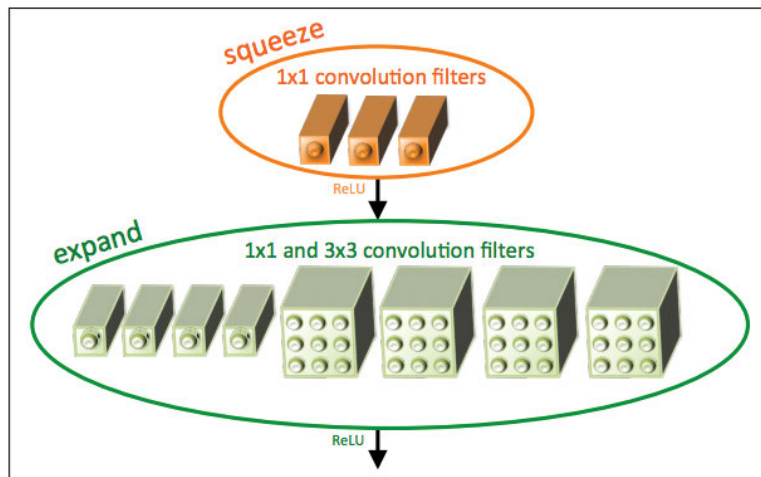 squeeze
1x1 convolution filters
ReLU
expand
1x1 and 3x3 convolution filters
ReLU